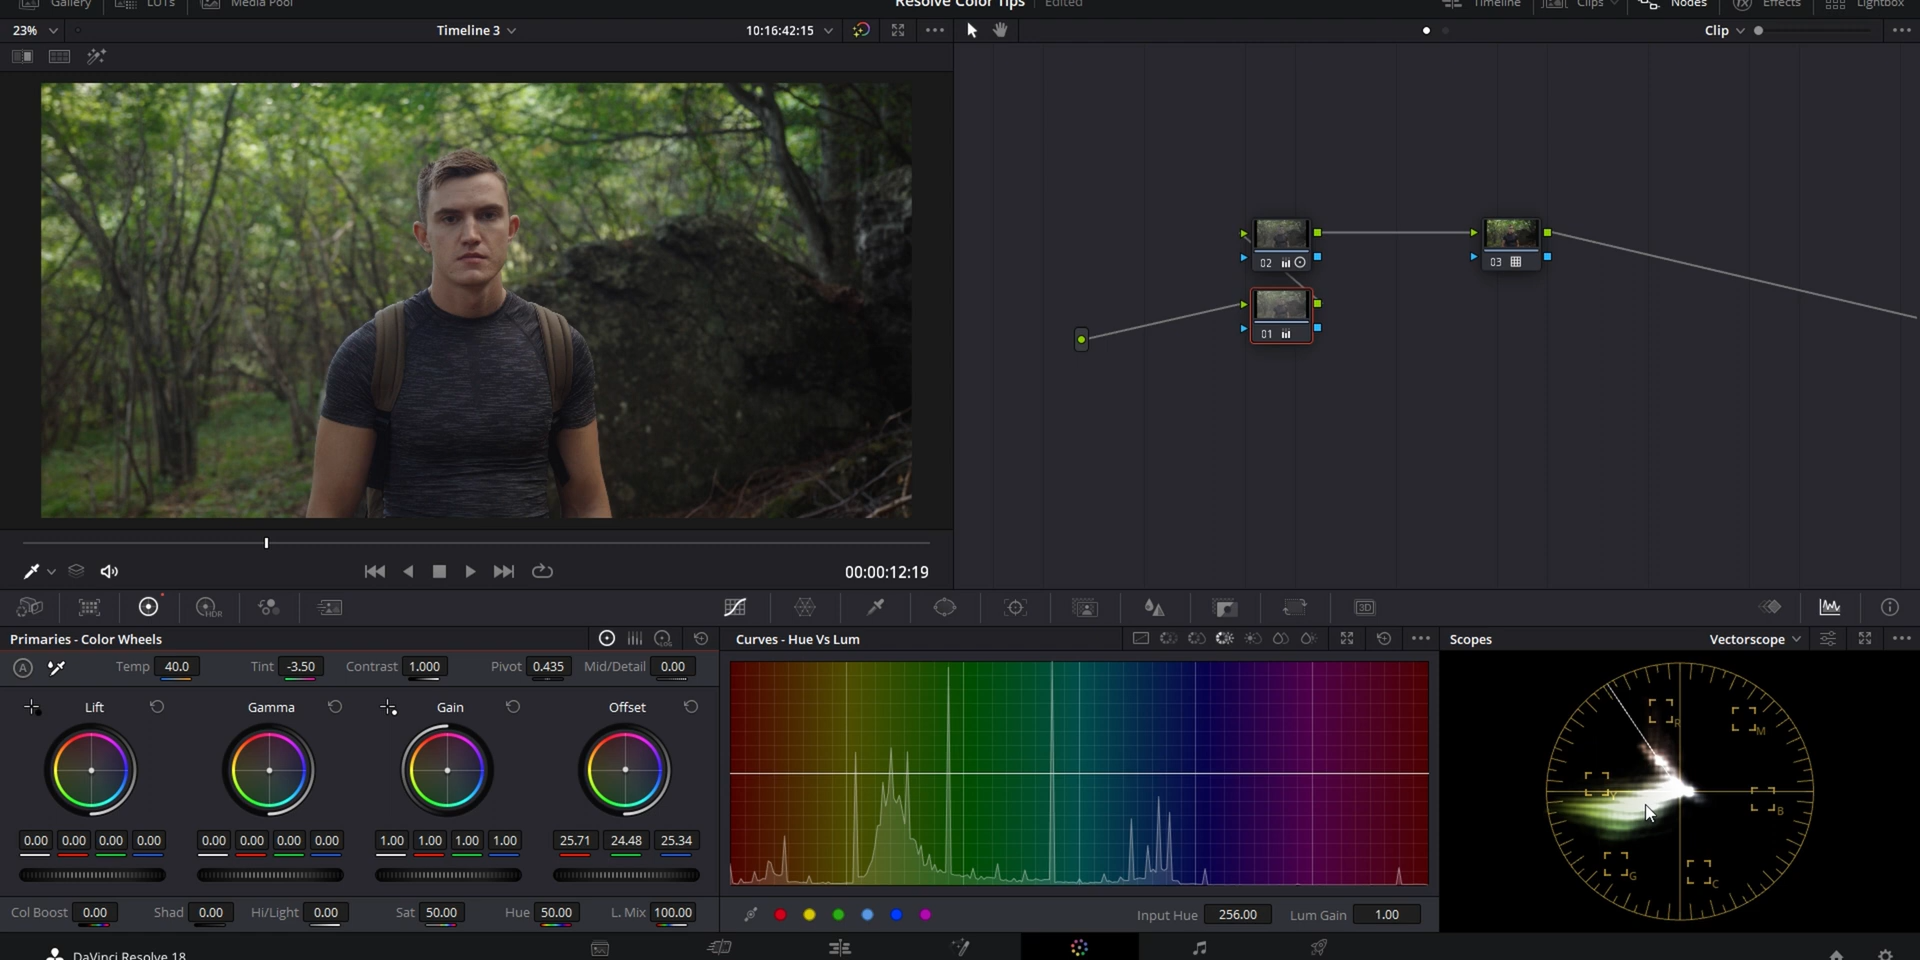 Gallery LUTs Media Pool Resolve Color Tips Edited Timeline Clips Nodes Effects Lightbox
23% Timeline 3 10:16:42:15 Clip
02 03
01
00:00:12:19
HDR 3D
Primaries - Color Wheels Curves - Hue Vs Lum Scopes Vectorscope
A Temp 40.0 Tint -3.50 Contrast 1.000 Pivot 0.435 Mid/Detail 0.00
Lift Gamma Gain Offset
R M
Y B
G C
0.00 0.00 0.00 0.00 0.00 0.00 0.00 0.00 1.00 1.00 1.00 1.00 25.71 24.48 25.34
Col Boost 0.00 Shad 0.00 Hi/Light 0.00 Sat 50.00 Hue 50.00 L. Mix 100.00 Input Hue 256.00 Lum Gain 1.00
DaVinci Resolve 18